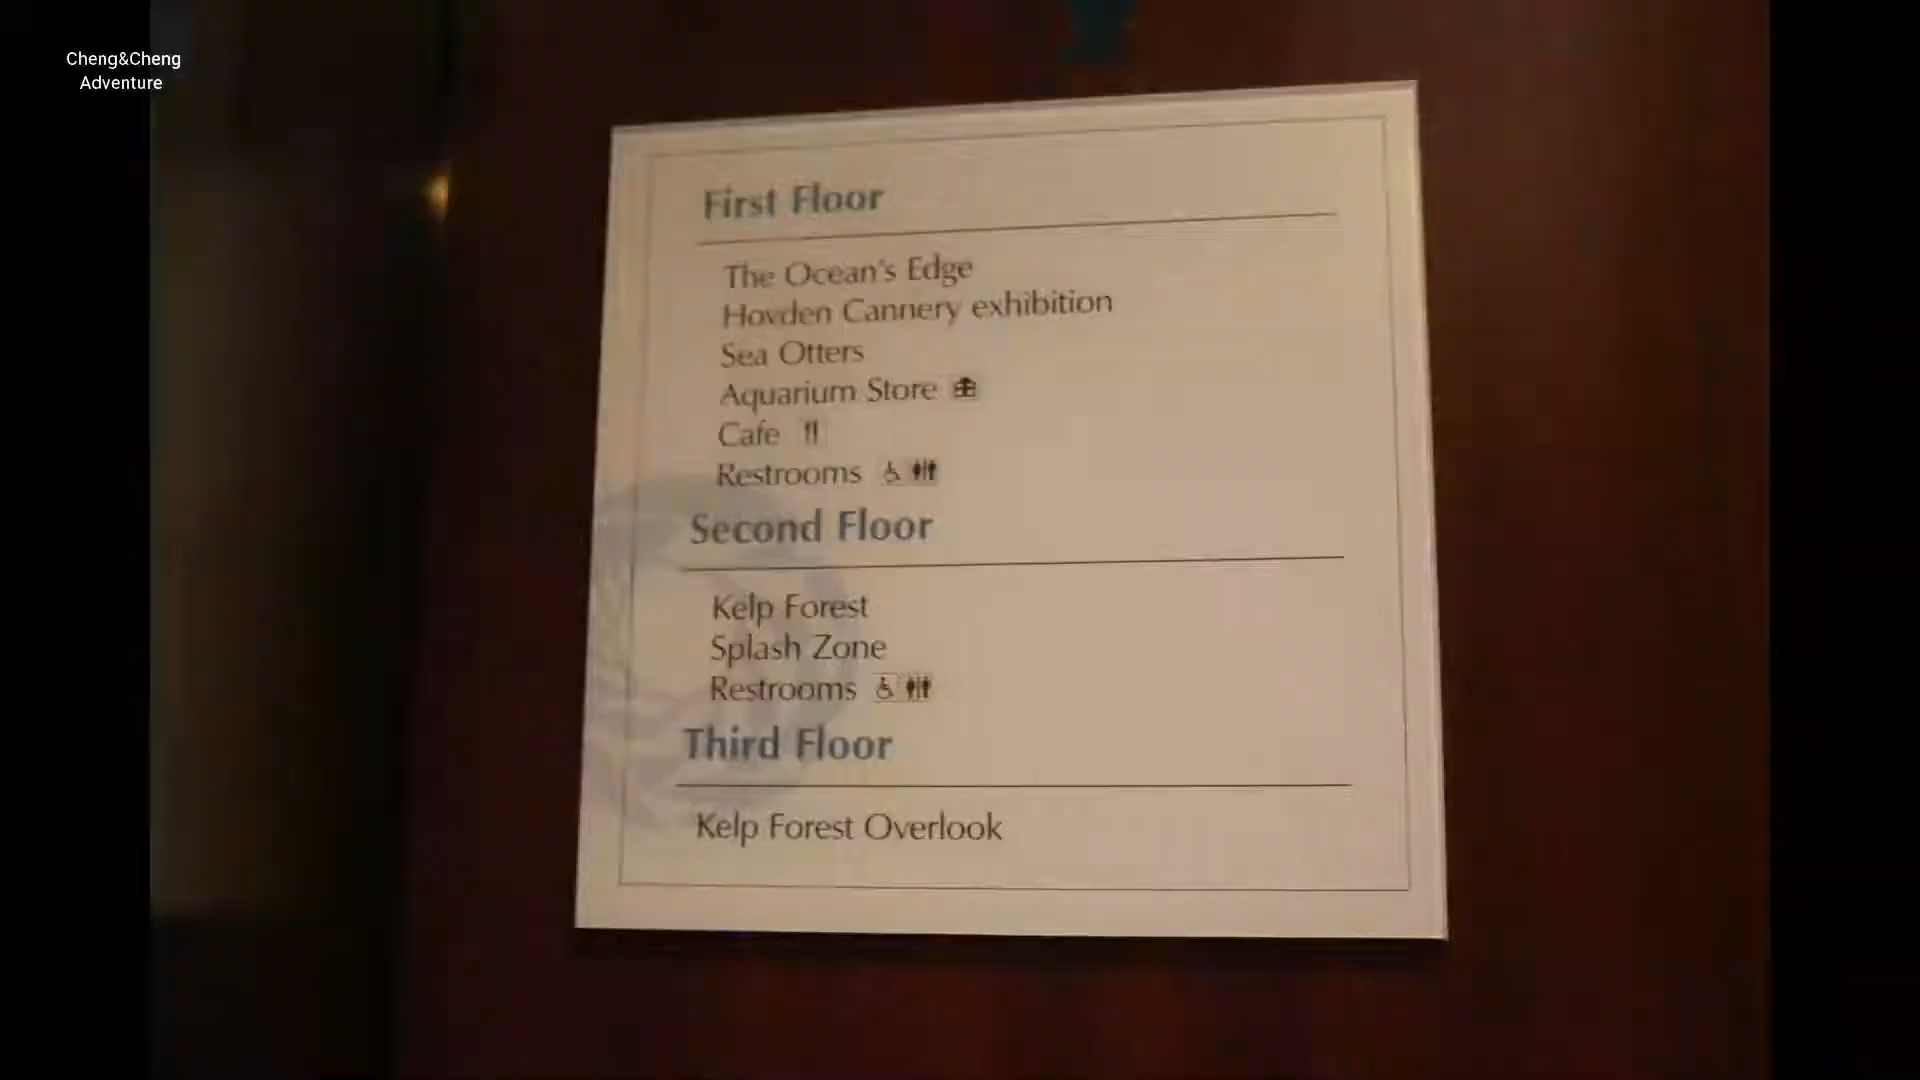 Cheng&Cheng
Adventure
First Floor
The Ocean's Edge
Hovden Cannery exhibition
Sea Otters
Aquarium Store
Cafe
Restrooms
Second Floor
Kelp Forest
Splash Zone
Restrooms
Third Floor
Kelp Forest Overlook